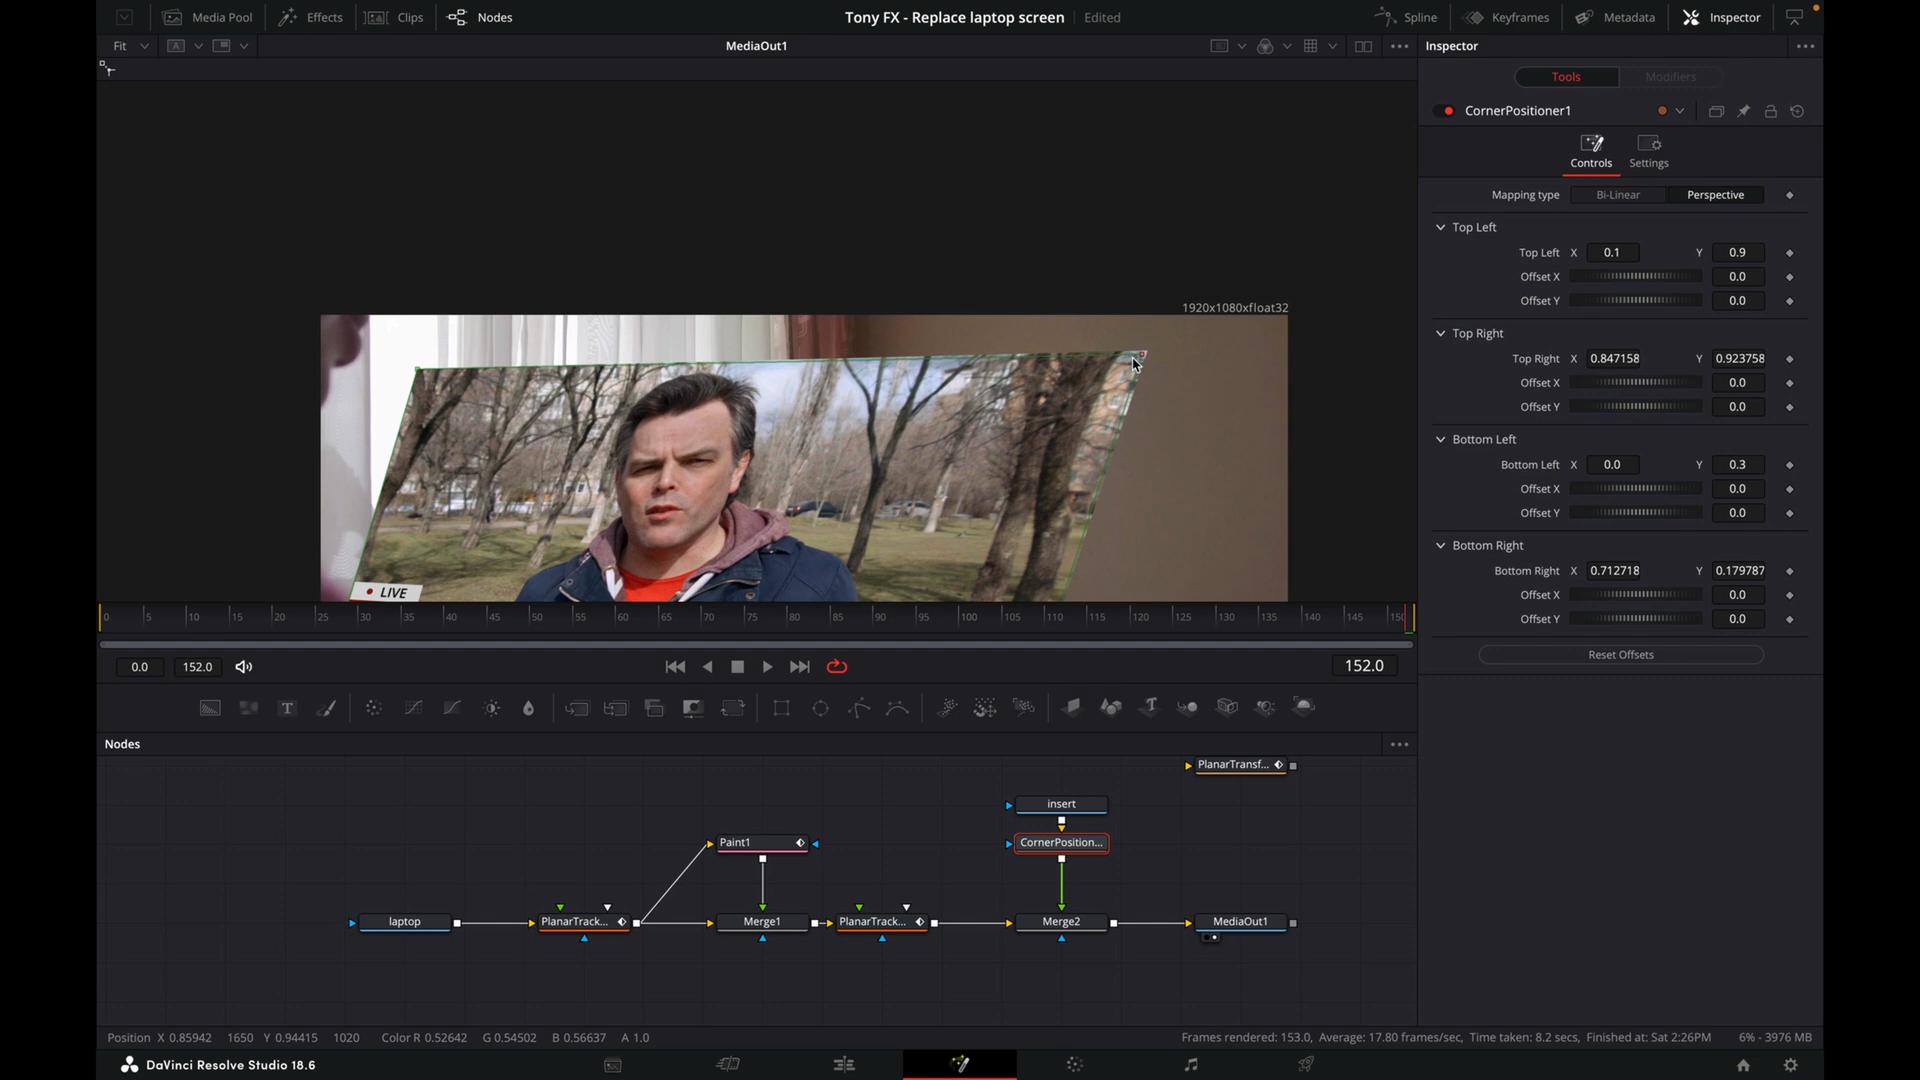 Media Pool Effects Clips Nodes Tony FX - Replace laptop screen Edited Spline Keyframes Metadata Inspector
Fit A MediaOut1 Inspector
Tools Modifiers
CornerPositioner1
Controls Settings
Mapping type Bi-Linear Perspective
Top Left
Top Left X 0.1 Y 0.9
Offset X 0.0
Offset Y 0.0
Top Right
Top Right X 0.847158 Y 0.923758
Offset X 0.0
Offset Y 0.0
Bottom Left
Bottom Left X 0.0 Y 0.3
Offset X 0.0
Offset Y 0.0
Bottom Right
Bottom Right X 0.712718 Y 0.179787
Offset X 0.0
Offset Y 0.0
Reset Offsets
1920x1080xfloat32
LIVE
0 5 10 15 20 25 30 35 40 45 50 55 60 65 70 75 80 85 90 95 100 105 110 115 120 125 130 135 140 145 150
0.0 152.0 152.0
T T
Nodes
PlanarTransf...
insert
Paint1 CornerPosition...
laptop PlanarTrack... Merge1 PlanarTrack... Merge2 MediaOut1
Position X 0.85942 1650 Y 0.94415 1020 Color R 0.52642 G 0.54502 B 0.56637 A 1.0 Frames rendered: 153.0, Average: 17.80 frames/sec, Time taken: 8.2 secs, Finished at: Sat 2:26PM 6% - 3976 MB
DaVinci Resolve Studio 18.6